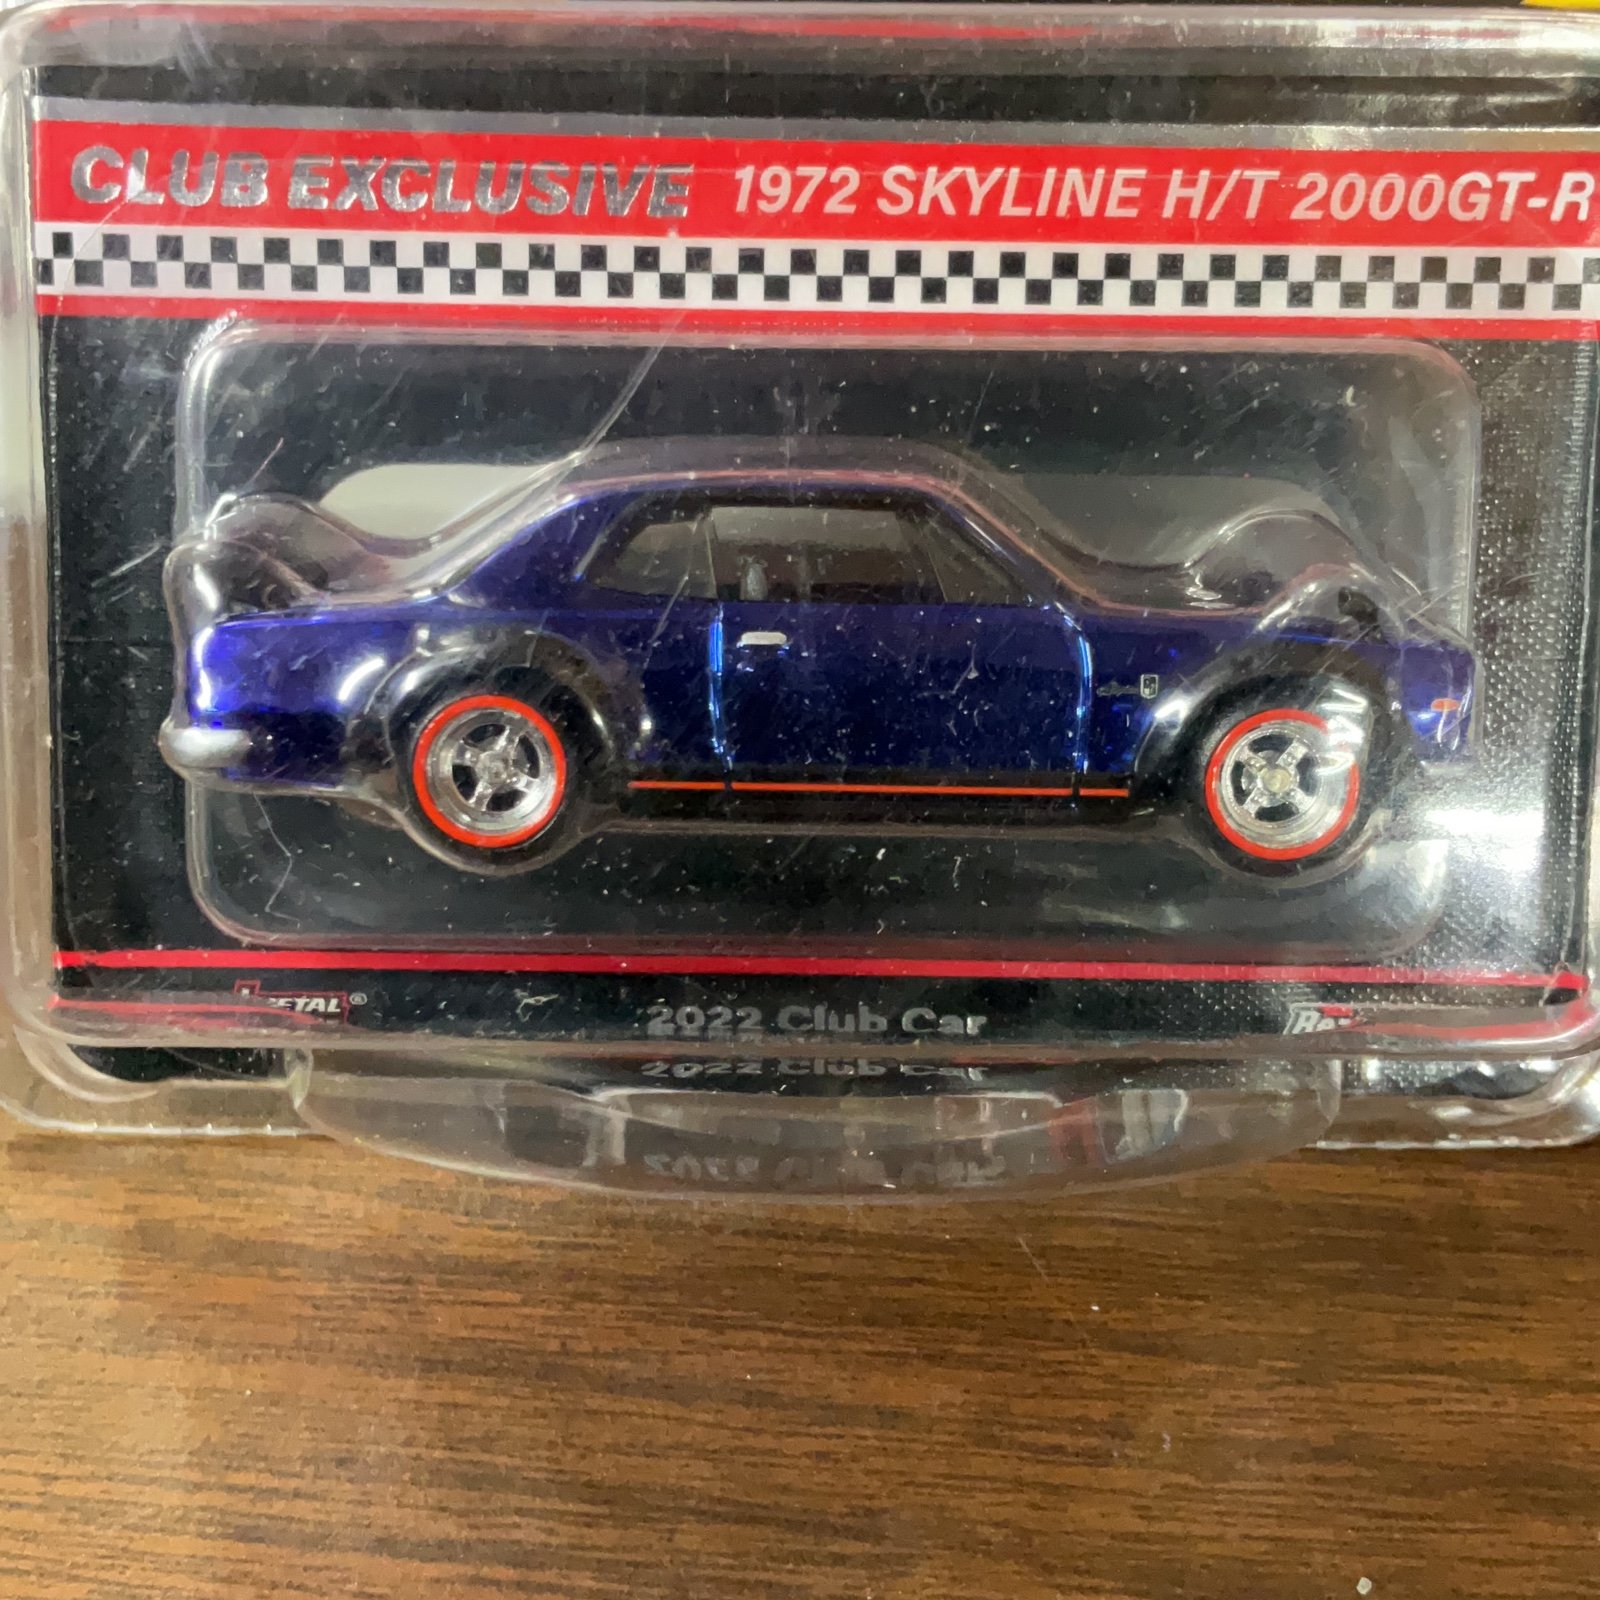 CLUB EXCLUSIVE 1972 SKYLINE H/T 2000GT-R
2022 Club Car
2022 Club Car